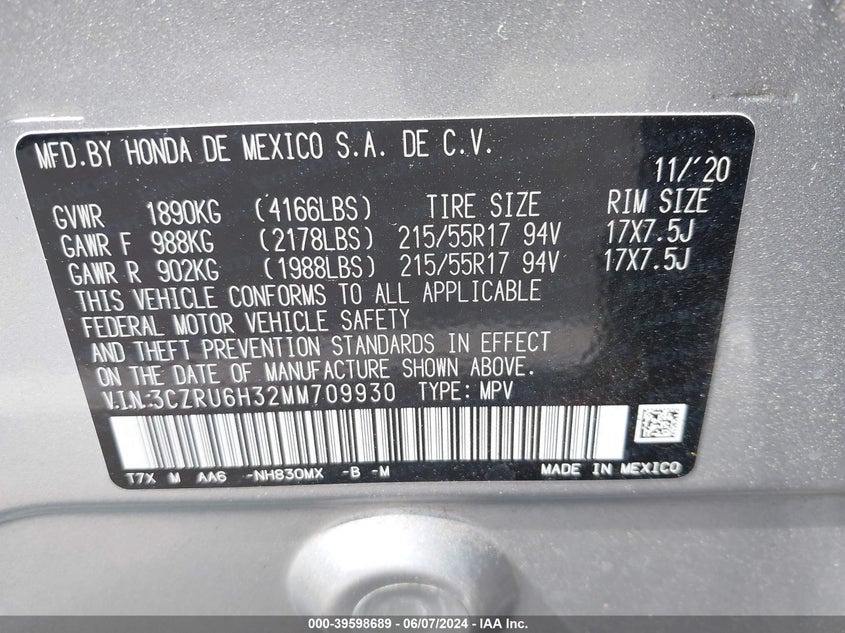 MFD.BY HONDA DE MEXICO S.A. DE C.V.
11/'20
GVWR 1890KG (4166LBS) TIRE SIZE RIM SIZE
GAWR F 988KG (2178LBS) 215/55R17 94V 17X7.5J
GAWR R 902KG (1988LBS) 215/55R17 94V 17X7.5J
THIS VEHICLE CONFORMS TO ALL APPLICABLE
FEDERAL MOTOR VEHICLE SAFETY
AND THEFT PREVENTION STANDARDS IN EFFECT
ON THE DATE OF MANUFACTURE SHOWN ABOVE.
V.I.N:3CZRU6H32MM709930 TYPE: MPV
T7X M AA6 -NH830MX -B -M MADE IN MEXICO
000-39598689 - 06/07/2024 - IAA Inc.